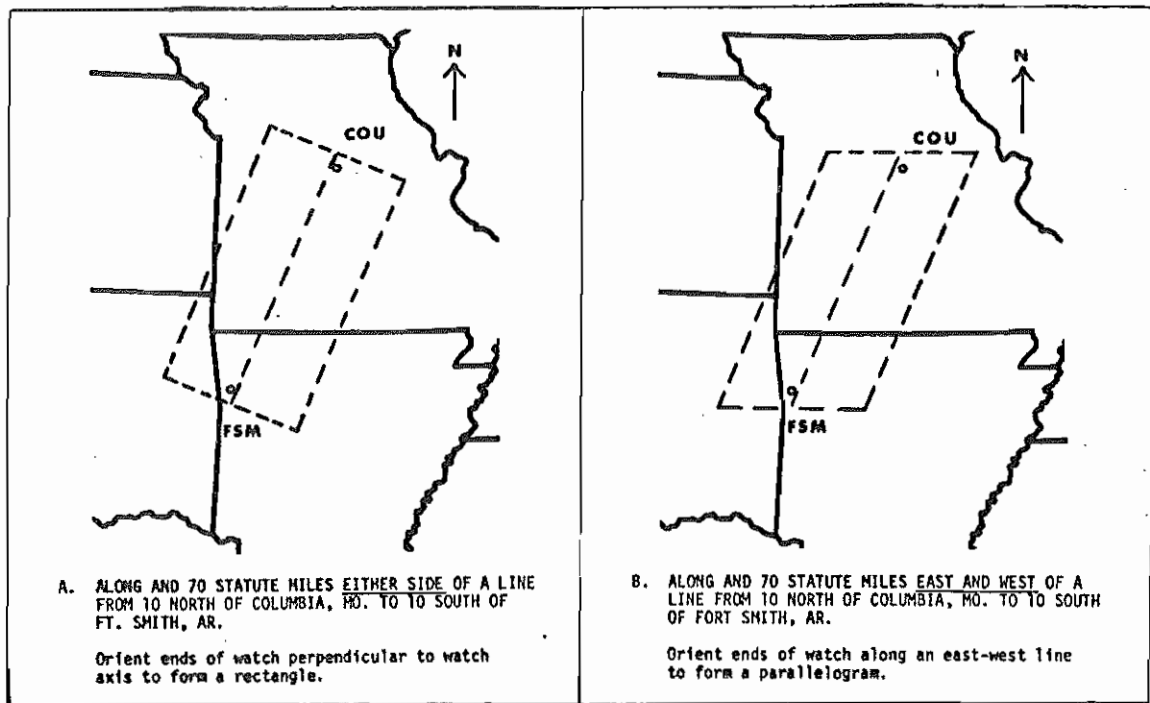 N
COU
FSM
A. ALONG AND 70 STATUTE MILES EITHER SIDE OF A LINE
FROM 10 NORTH OF COLUMBIA, MO. TO 10 SOUTH OF
FT. SMITH, AR.
Orient ends of watch perpendicular to watch
axis to form a rectangle.
N
COU
FSM
B. ALONG AND 70 STATUTE MILES EAST AND WEST OF A
LINE FROM 10 NORTH OF COLUMBIA, MO. TO 10 SOUTH
OF FORT SMITH, AR.
Orient ends of watch along an east-west line
to form a parallelogram.